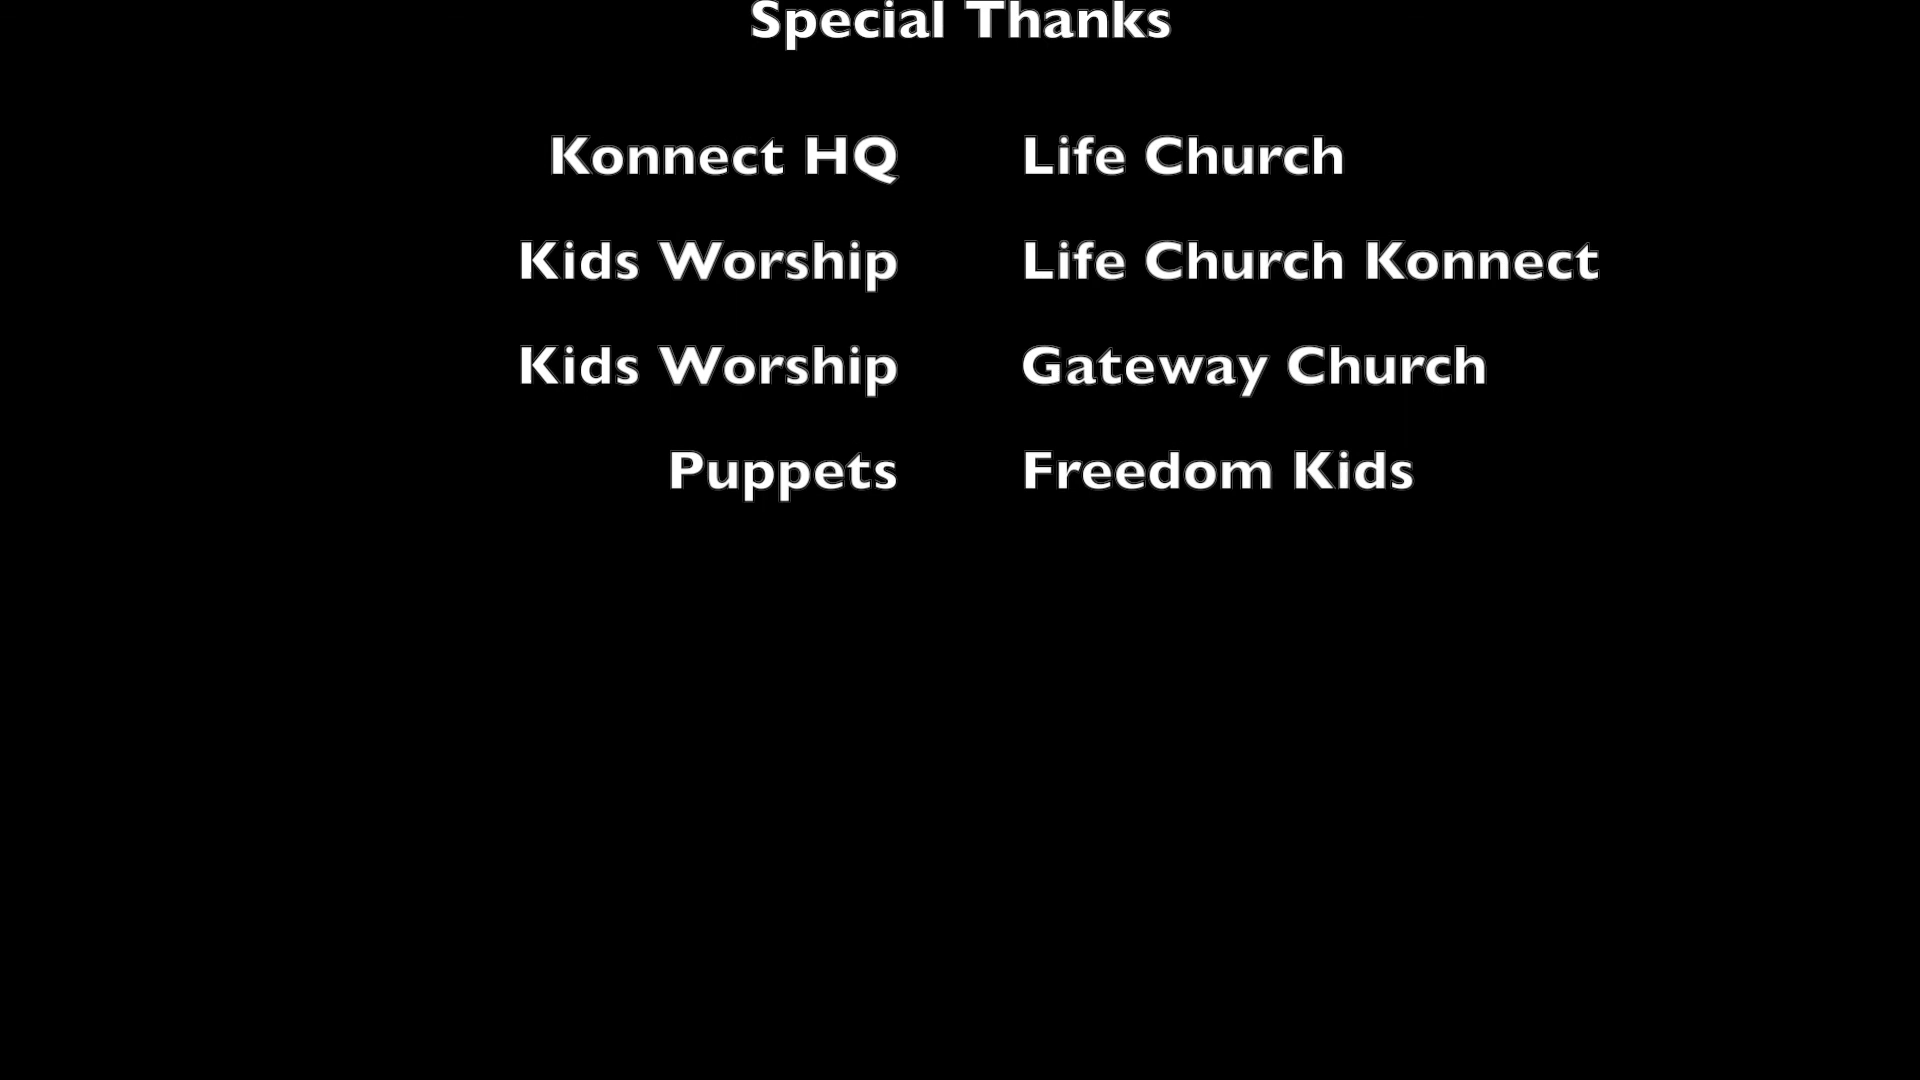 Special Thanks
Konnect HQ Life Church
Kids Worship Life Church Konnect
Kids Worship Gateway Church
Puppets Freedom Kids